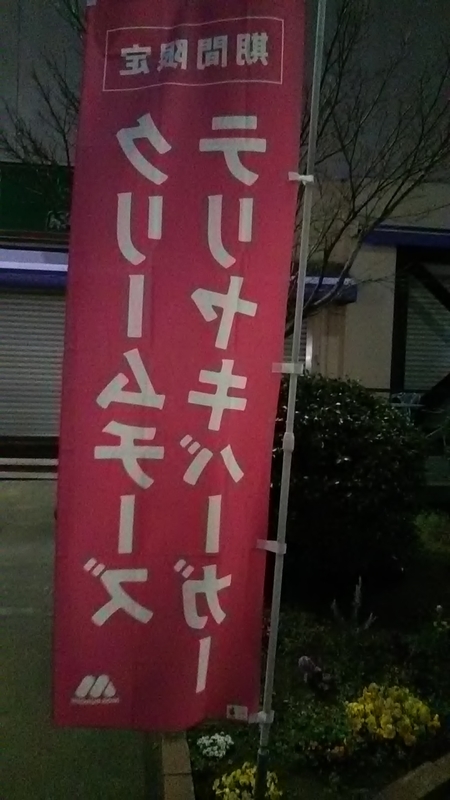 期間限定
クリームチーズ
テリヤキバーガー